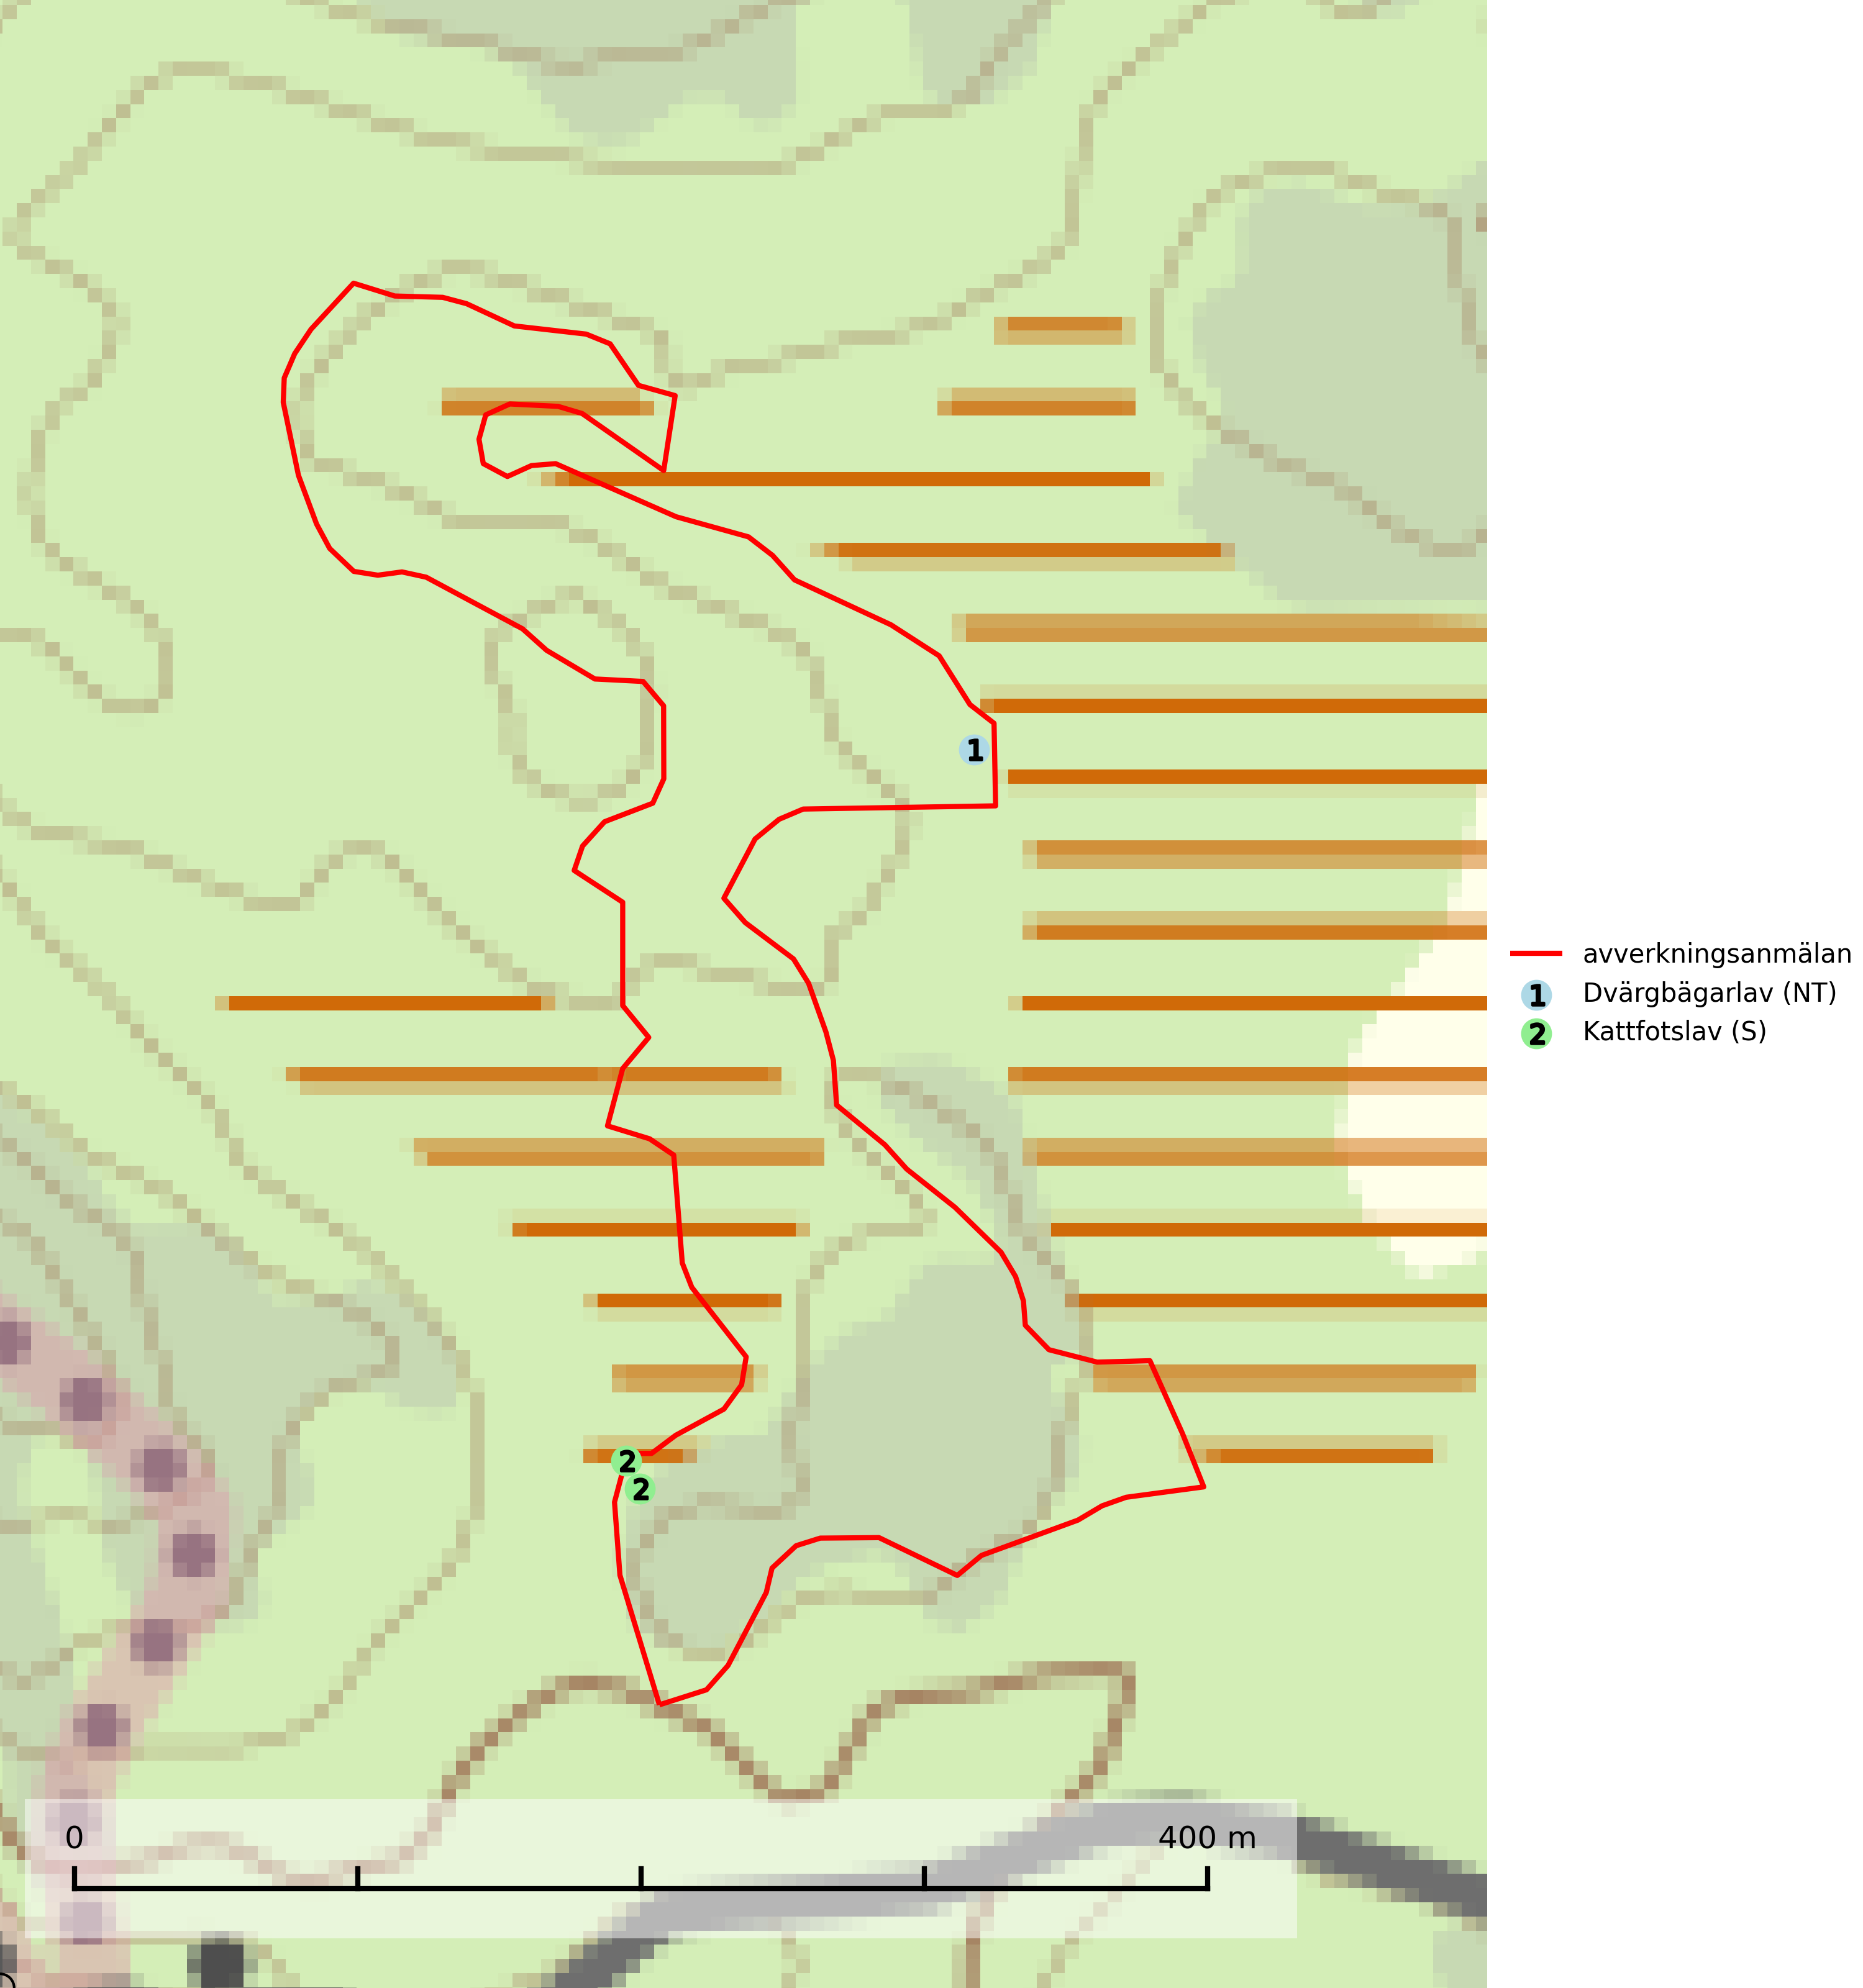 1
avverkningsanmälan
1 Dvärgbägarlav (NT)
2 Kattfotslav (S)
2
2
0 400 m